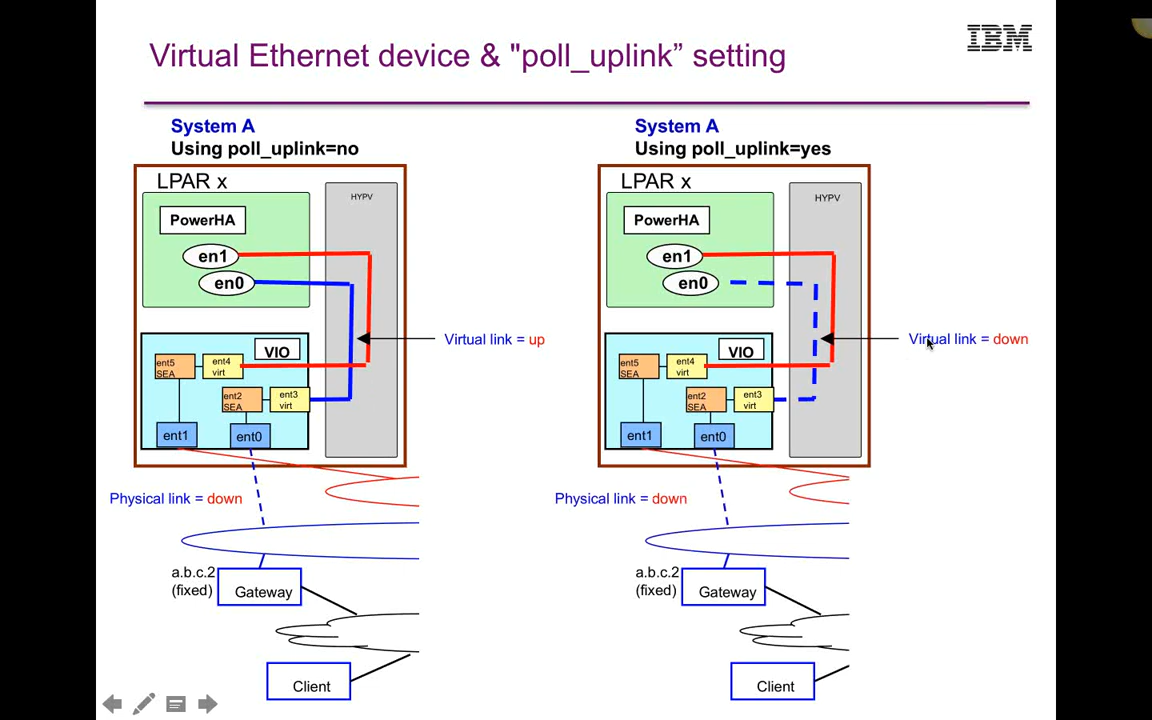 IBM
Virtual Ethernet device & "poll_uplink” setting
System A
Using poll_uplink=no
LPAR x
HYPV
PowerHA
en1
en0
Virtual link = up
VIO
ent5
SEA
ent4
virt
ent2
SEA
ent3
virt
ent1
ent0
Physical link = down
a.b.c.2
(fixed)
Gateway
Client
System A
Using poll_uplink=yes
LPAR x
HYPV
PowerHA
en1
en0
Virtual link = down
VIO
ent5
SEA
ent4
virt
ent2
SEA
ent3
virt
ent1
ent0
Physical link = down
a.b.c.2
(fixed)
Gateway
Client